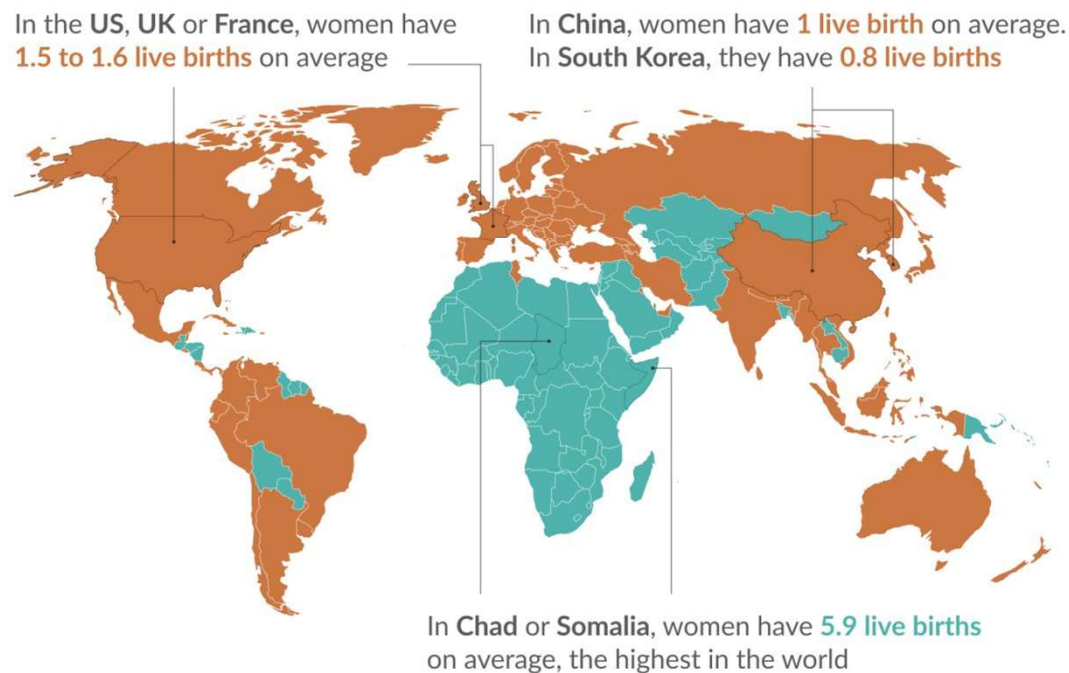 In the US, UK or France, women have
1.5 to 1.6 live births on average
In China, women have 1 live birth on average.
In South Korea, they have 0.8 live births
In Chad or Somalia, women have 5.9 live births
on average, the highest in the world